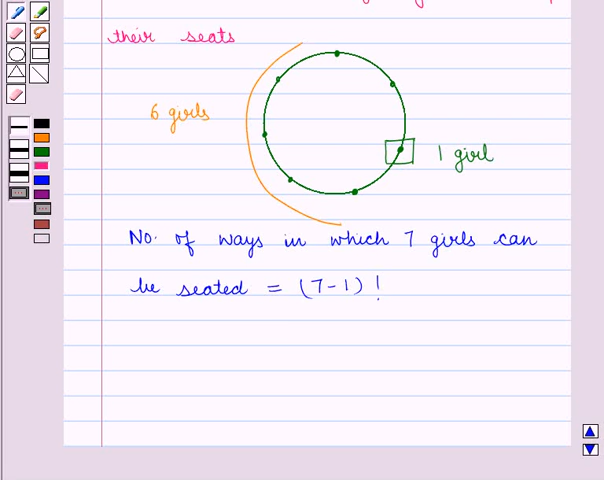 their seats
6 girls
1 girl
No. of ways in which 7 girls can
be seated = (7-1)!